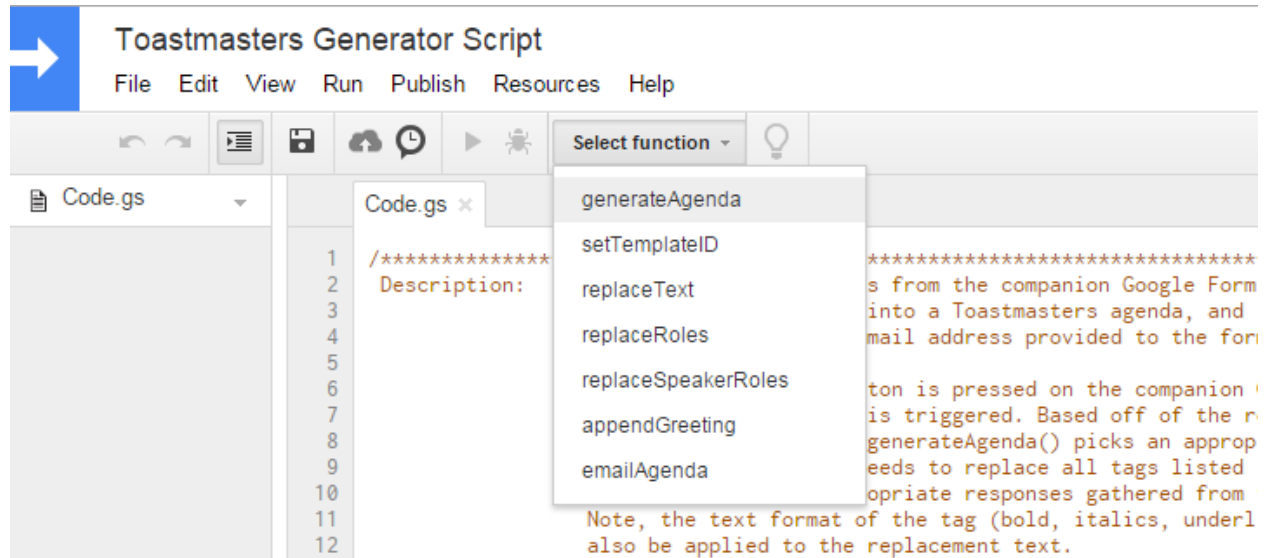 Toastmasters Generator Script
File Edit View Run Publish Resources Help
Select function
Code.gs
Code.gs ×
generateAgenda
setTemplateID
replaceText
replaceRoles
replaceSpeakerRoles
appendGreeting
emailAgenda
1 /************** *********************************
2 Description: s from the companion Google Form
3 into a Toastmasters agenda, and
4 mail address provided to the for
5
6 ton is pressed on the companion
7 is triggered. Based off of the r
8 generateAgenda() picks an approp
9 eeds to replace all tags listed
10 opriate responses gathered from
11 Note, the text format of the tag (bold, italics, underl
12 also be applied to the replacement text.